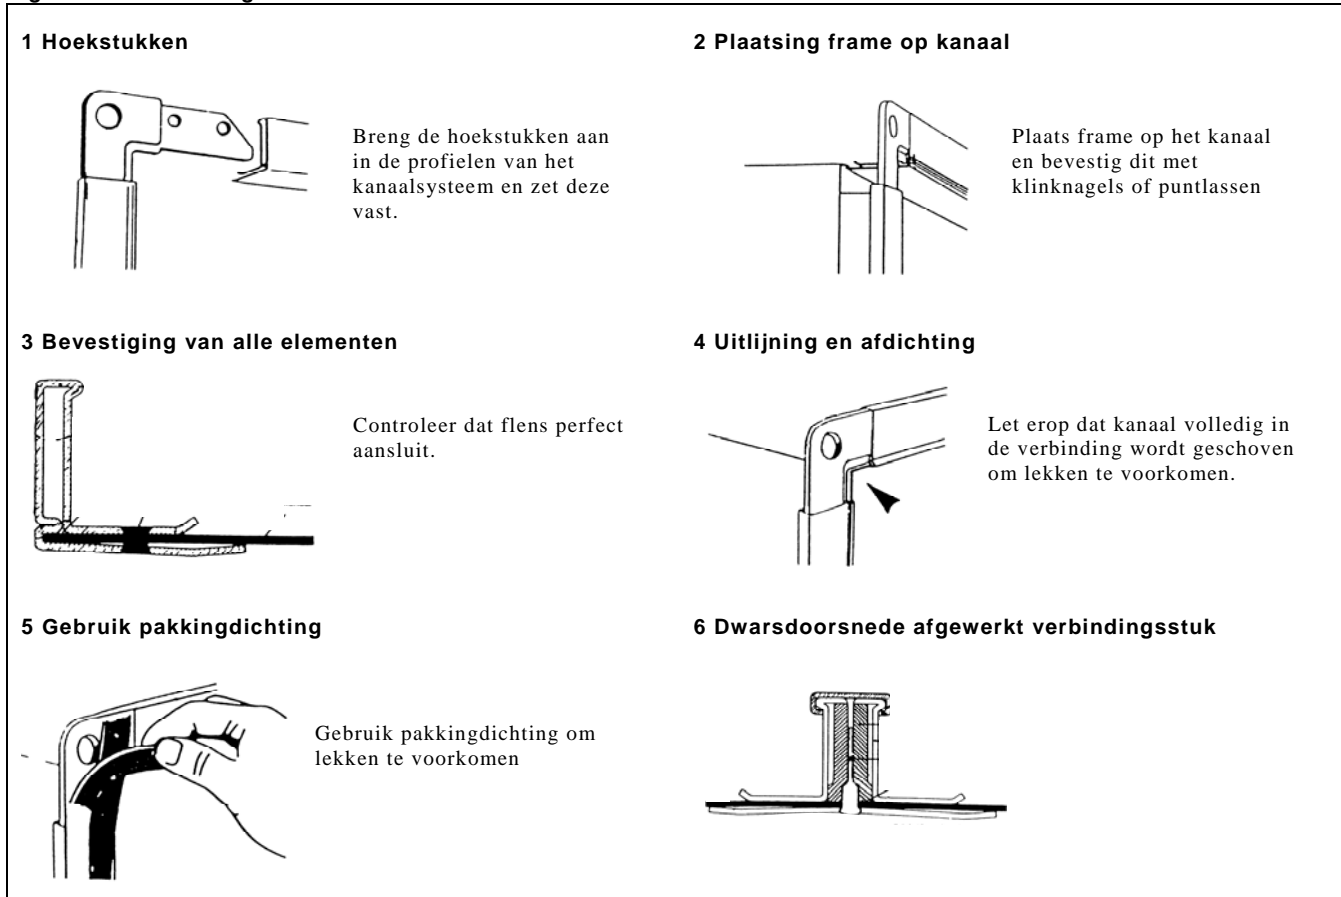 1 Hoekstukken
Breng de hoekstukken aan
in de profielen van het
kanaalsysteem en zet deze
vast.
2 Plaatsing frame op kanaal
Plaats frame op het kanaal
en bevestig dit met
klinknagels of puntlassen
3 Bevestiging van alle elementen
Controleer dat flens perfect
aansluit.
4 Uitlijning en afdichting
Let erop dat kanaal volledig in
de verbinding wordt geschoven
om lekken te voorkomen.
5 Gebruik pakkingdichting
Gebruik pakkingdichting om
lekken te voorkomen
6 Dwarsdoorsnede afgewerkt verbindingsstuk